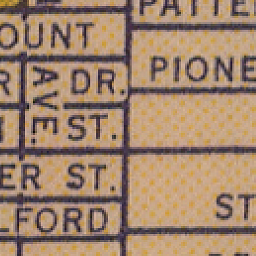 PATTE
OUNT
PIONE
R DR.
AVE.
ST.
ER ST.
LFORD
ST